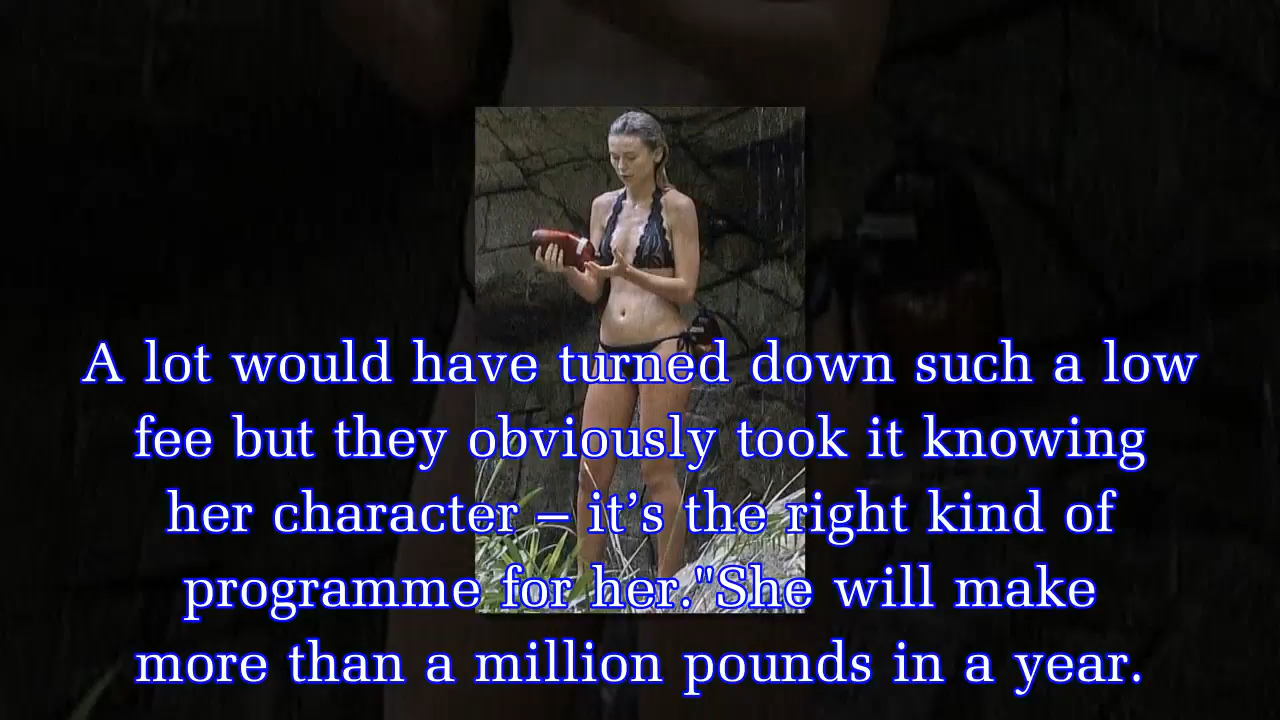 A lot would have turned down such a low
fee but they obviously took it knowing
her character – it’s the right kind of
programme for her."She will make
more than a million pounds in a year.